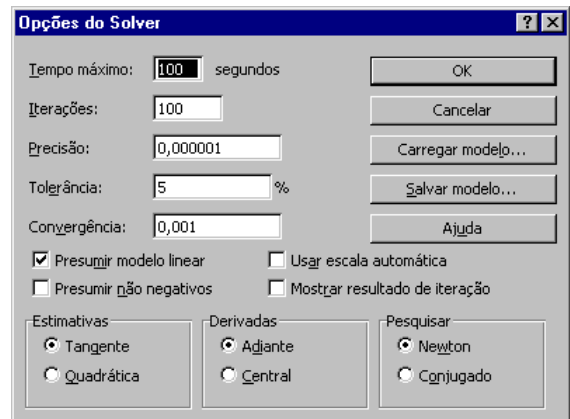 Opções do Solver
Tempo máximo: 100 segundos OK
Iterações: 100 Cancelar
Precisão: 0,000001 Carregar modelo...
Tolerância: 5 % Salvar modelo...
Convergência: 0,001 Ajuda
Presumir modelo linear Usar escala automática
Presumir não negativos Mostrar resultado de iteração
Estimativas Derivadas Pesquisar
Tangente Adiante Newton
Quadrática Central Conjugado